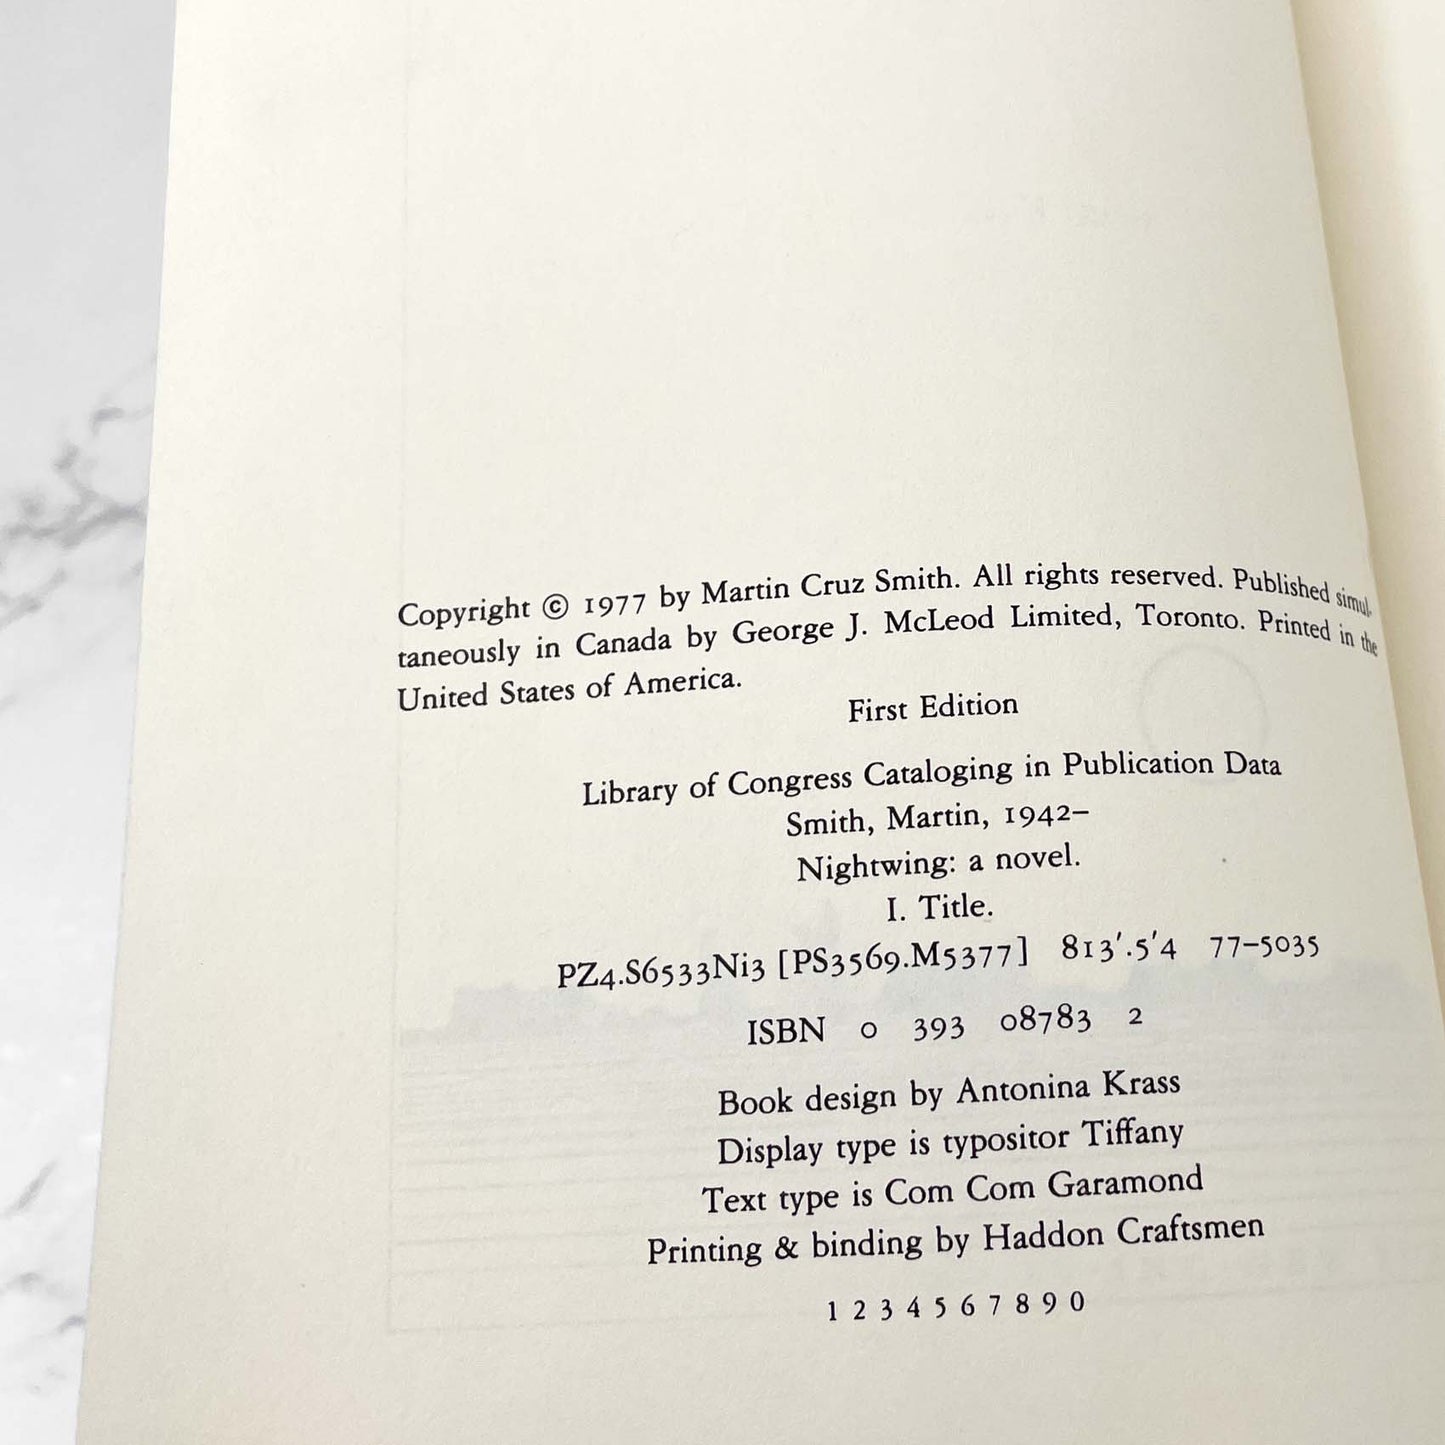 Copyright © 1977 by Martin Cruz Smith. All rights reserved. Published simul-
taneously in Canada by George J. McLeod Limited, Toronto. Printed in the
United States of America.
First Edition
Library of Congress Cataloging in Publication Data
Smith, Martin, 1942–
Nightwing: a novel.
I. Title.
PZ4.S6533Ni3 [PS3569.M5377] 813'.5'4 77–5035
ISBN 0 393 08783 2
Book design by Antonina Krass
Display type is typositor Tiffany
Text type is Com Com Garamond
Printing & binding by Haddon Craftsmen
1 2 3 4 5 6 7 8 9 0